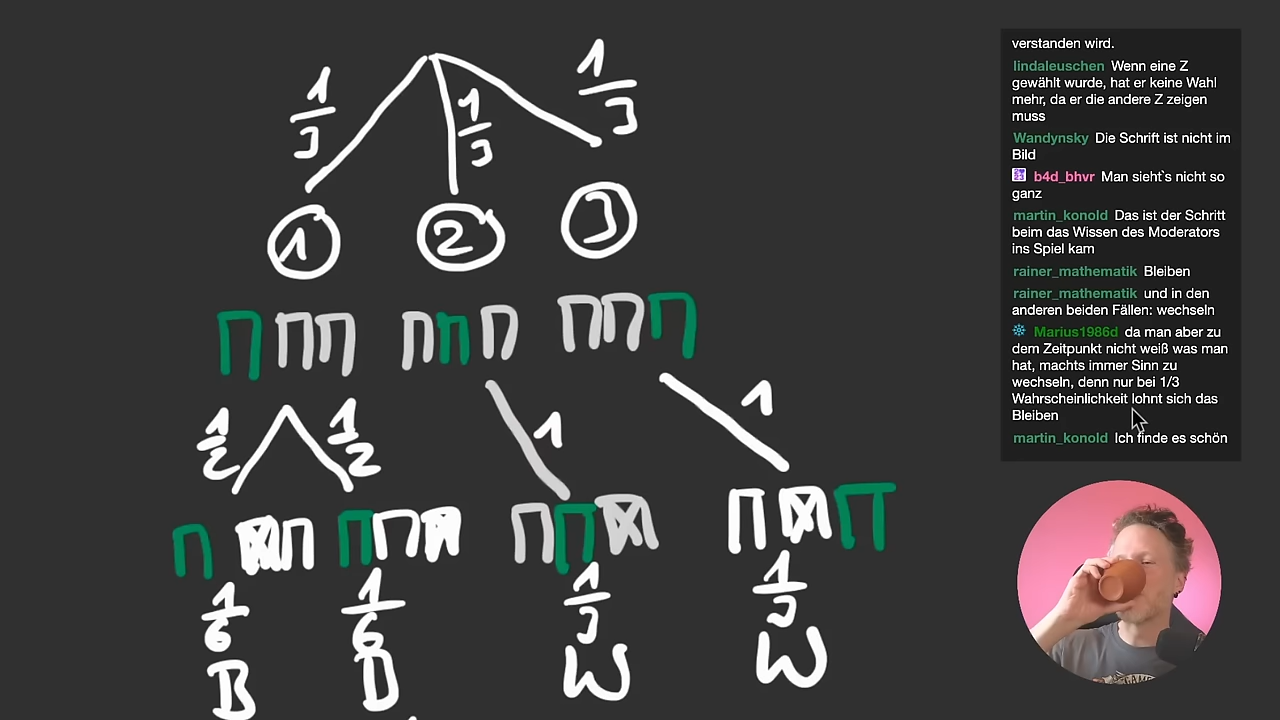 1/3
1/3
1/3
1 2 3
1/2 1/2 1 1
1/6 1/6 1/3 1/3
B B W W
verstanden wird.
lindaleuschen Wenn eine Z
gewählt wurde, hat er keine Wahl
mehr, da er die andere Z zeigen
muss
Wandynsky Die Schrift ist nicht im
Bild
b4d_bhvr Man sieht`s nicht so
ganz
martin_konold Das ist der Schritt
beim das Wissen des Moderators
ins Spiel kam
rainer_mathematik Bleiben
rainer_mathematik und in den
anderen beiden Fällen: wechseln
Marius1986d da man aber zu
dem Zeitpunkt nicht weiß was man
hat, machts immer Sinn zu
wechseln, denn nur bei 1/3
Wahrscheinlichkeit lohnt sich das
Bleiben
martin_konold Ich finde es schön